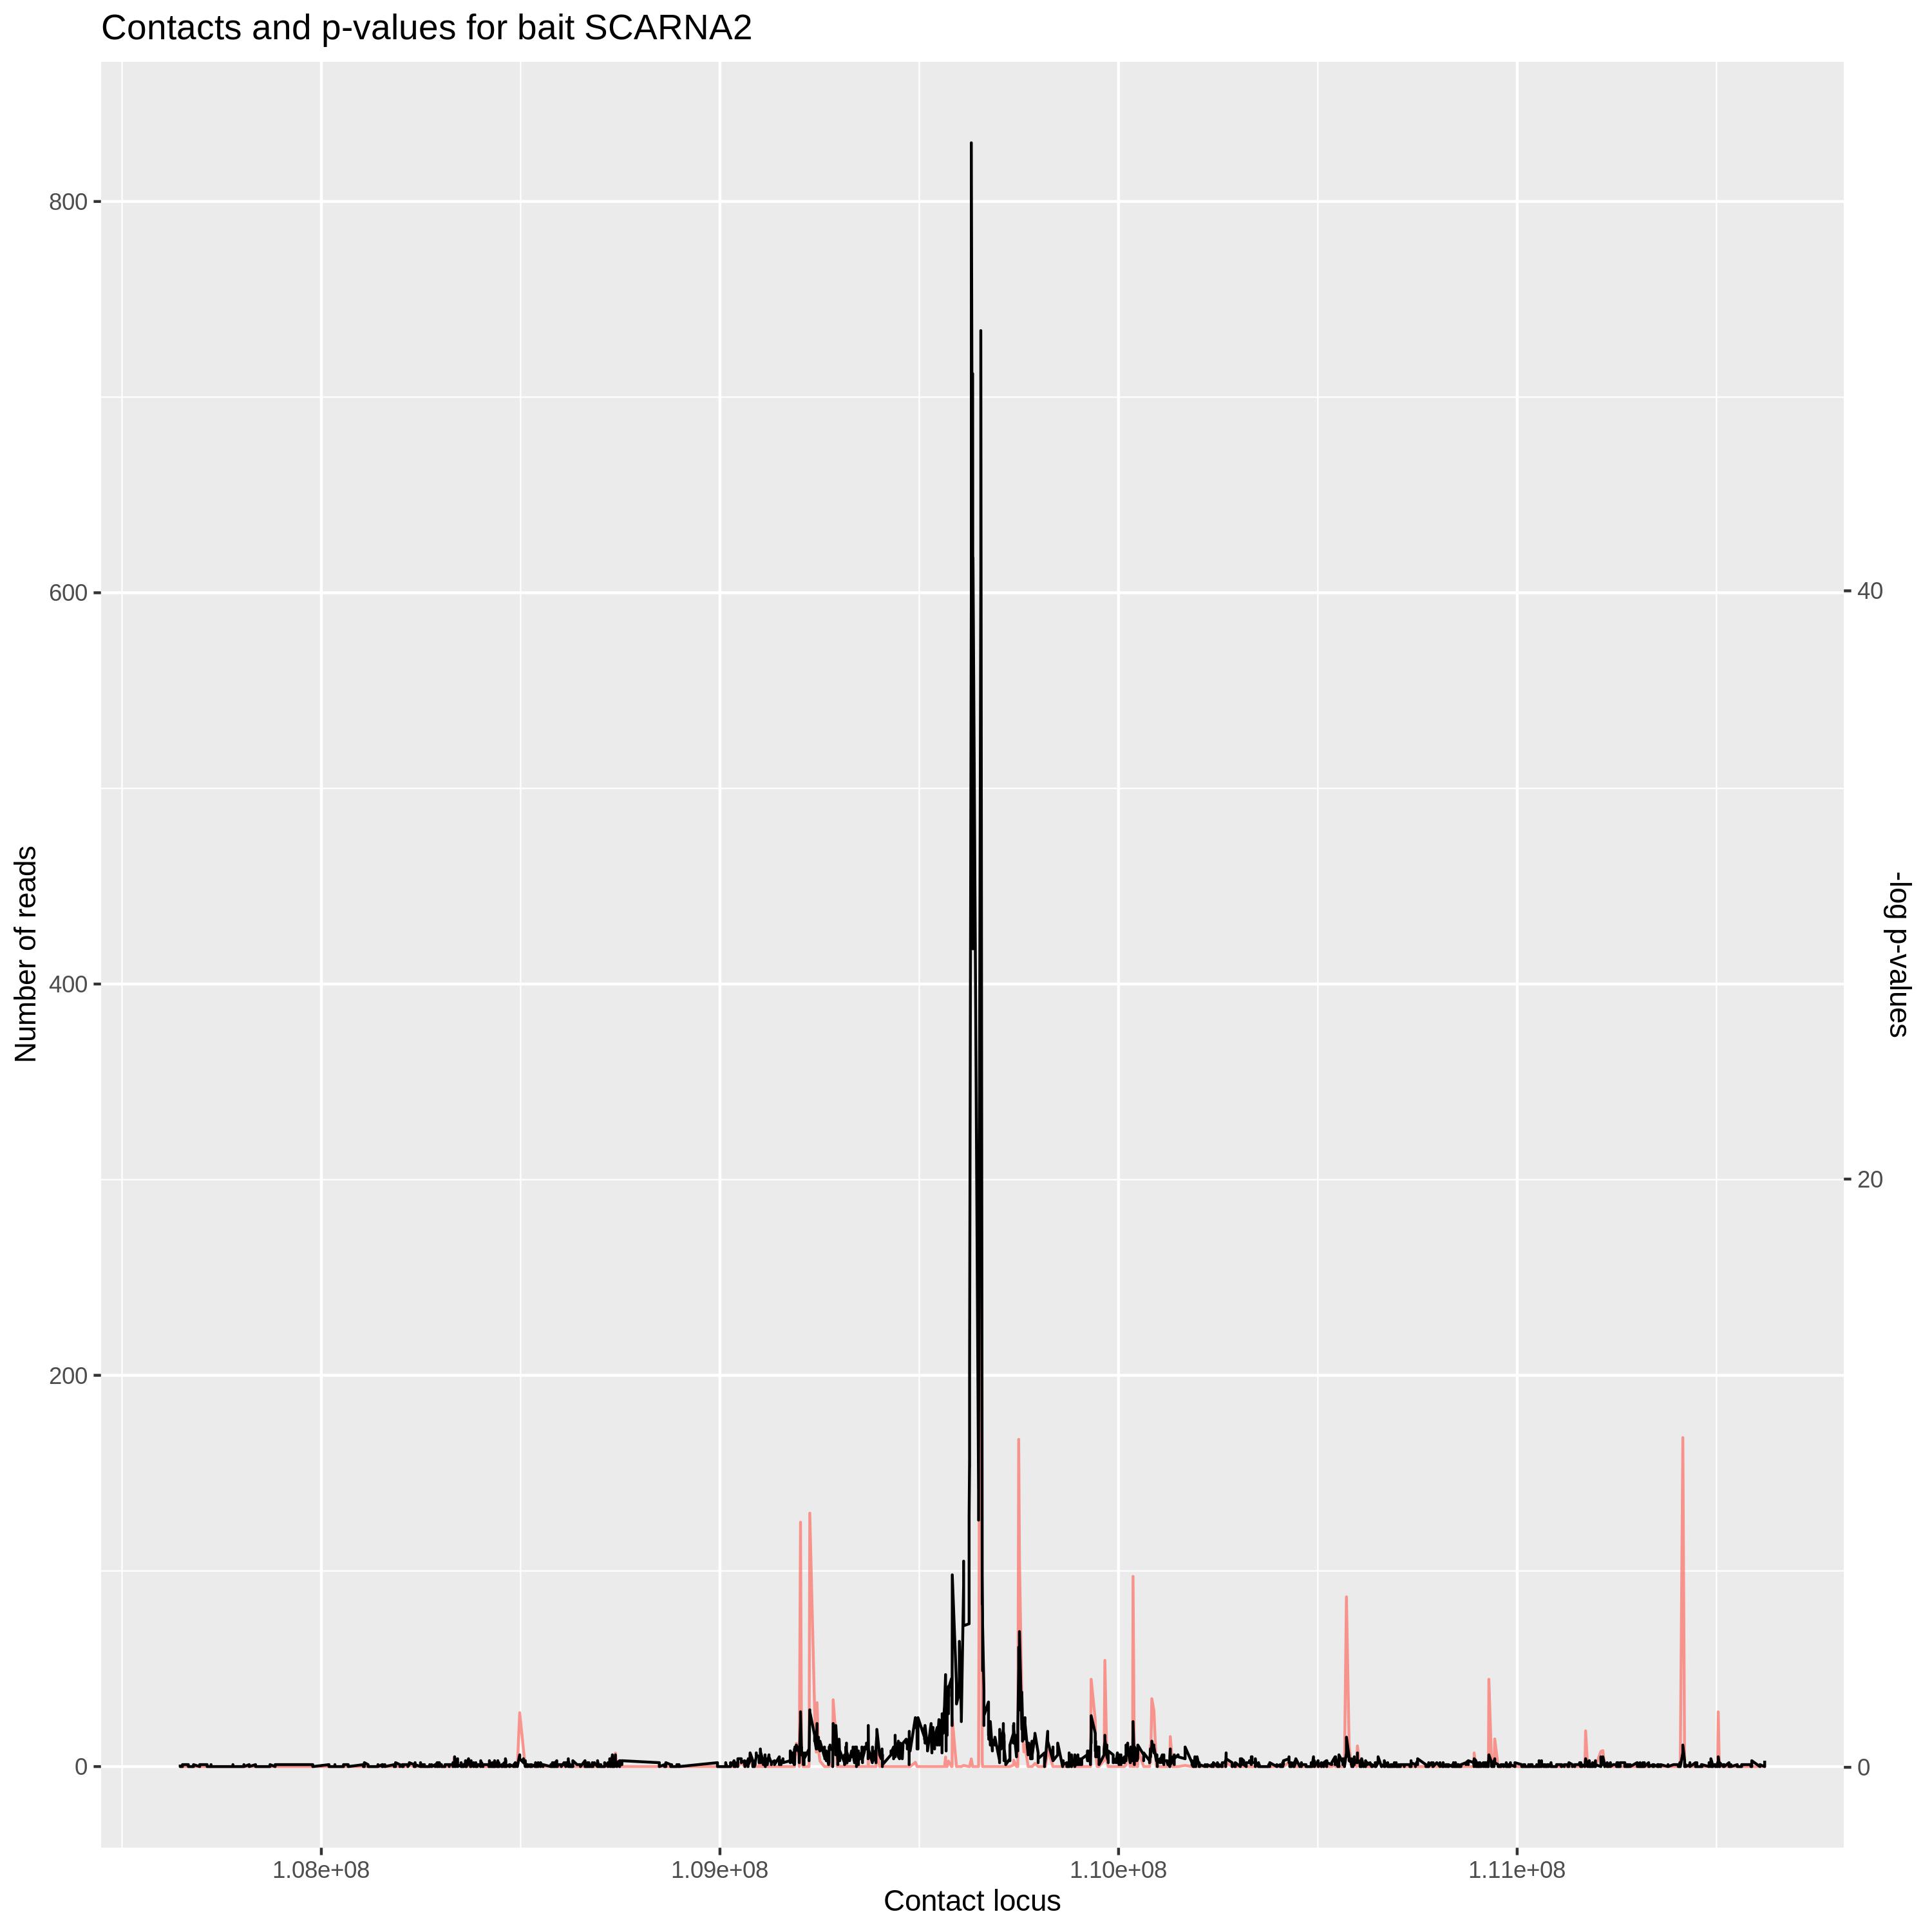 Contacts and p-values for bait SCARNA2
800
600
400
200
0
Number of reads
40
20
0
-log p-values
1.08e+08
1.09e+08
1.10e+08
1.11e+08
Contact locus